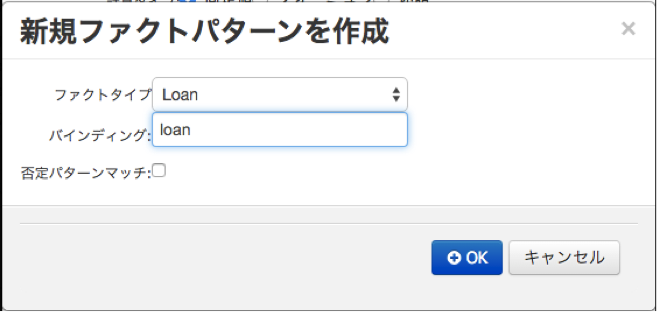 新規ファクトパターンを作成 ×
ファクトタイプ Loan
バインディング: loan
否定パターンマッチ:
OK キャンセル